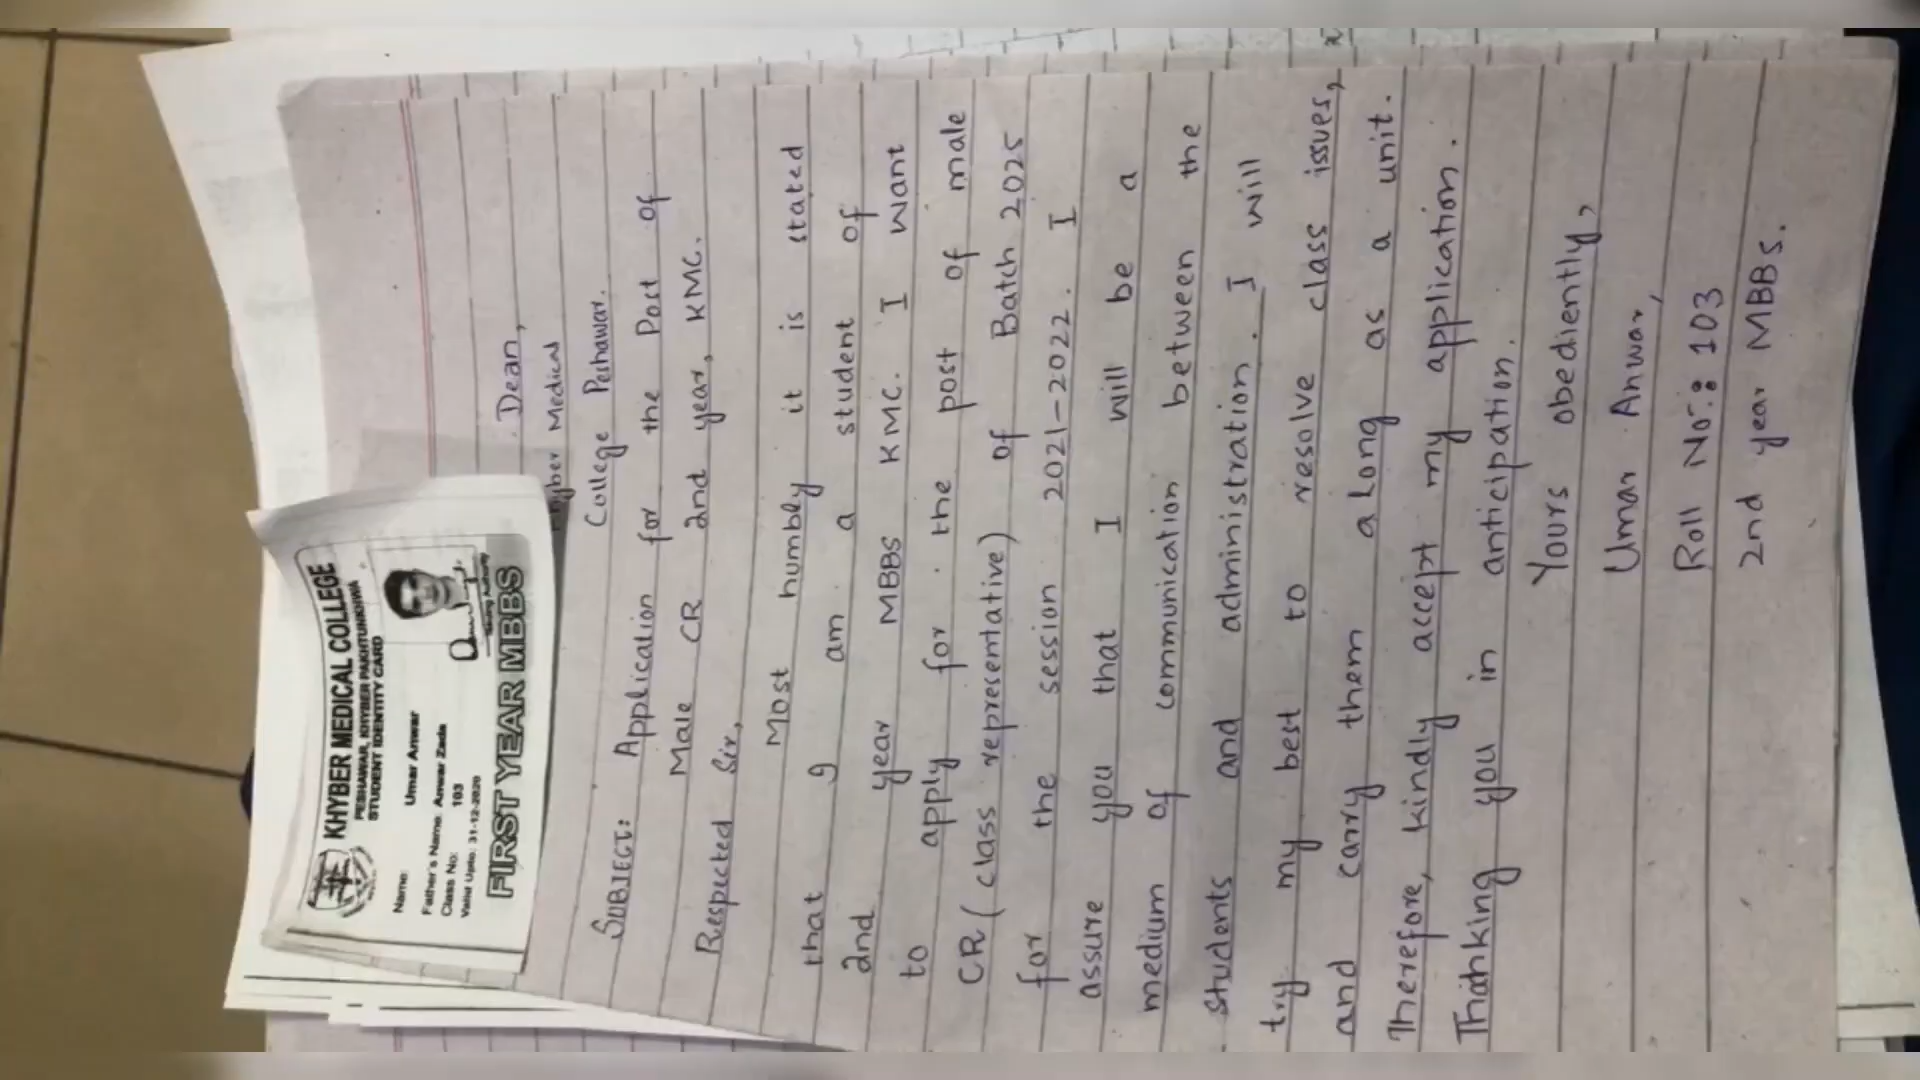 KHYBER MEDICAL COLLEGE
PESHAWAR, KHYBER PAKHTUNKHWA
STUDENT IDENTITY CARD
Name: Umar Anwar
Father's Name. Anwar Zada
Class No: 103
Valid Upto: 31-12-2020
Issuing Authority
FIRST YEAR MBBS
Dean,
Khyber Medical
College Peshawar.
SUBJECT: Application for the Post of
Male CR 2nd year, KMC.
Respected Sir,
Most humbly it is stated
that I am a student of
2nd year MBBS KMC. I want
to apply for the post of male
CR (class representative) of Batch 2025
for the session 2021-2022. I
assure you that I will be a
medium of communication between the
students and administration. I will
try my best to resolve class issues,
and carry them a Long as a unit.
Therefore, kindly accept my application.
Thanking you in anticipation.
Yours obediently,
Umar Anwar,
Roll No: 103
2nd year MBBS.